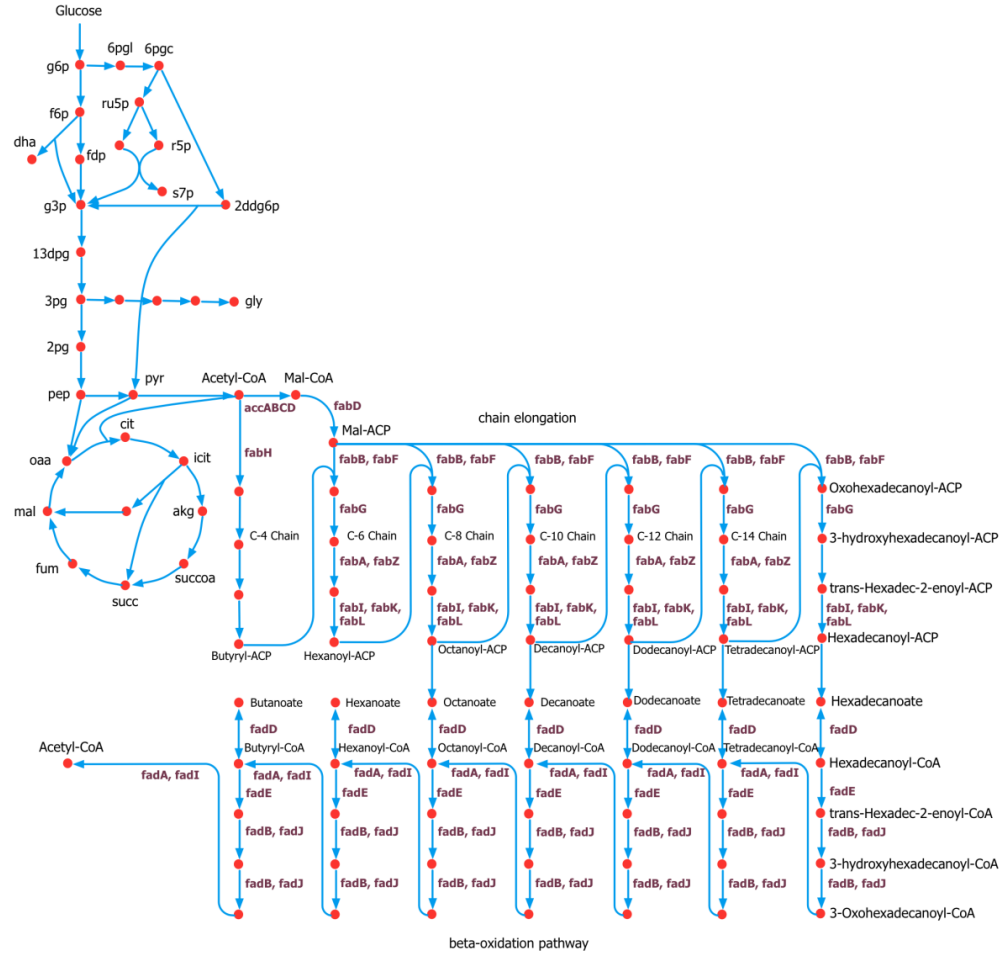 Glucose
6pgl 6pgc
g6p
ru5p
f6p
dha
fdp
r5p
s7p
g3p
2ddg6p
13dpg
3pg
gly
2pg
pep
pyr
Acetyl-CoA
Mal-CoA
accABCD
fabD
chain elongation
Mal-ACP
cit
oaa
icit
fabH
fabB, fabF
fabB, fabF
fabB, fabF
fabB, fabF
fabB, fabF
fabB, fabF
Oxohexadecanoyl-ACP
mal
akg
fabG
fabG
fabG
fabG
fabG
fabG
C-4 Chain
C-6 Chain
C-8 Chain
C-10 Chain
C-12 Chain
C-14 Chain
3-hydroxyhexadecanoyl-ACP
fum
succoa
succ
fabA, fabZ
fabA, fabZ
fabA, fabZ
fabA, fabZ
fabA, fabZ
fabA, fabZ
trans-Hexadec-2-enoyl-ACP
fabI, fabK,
fabL
fabI, fabK,
fabL
fabI, fabK,
fabL
fabI, fabK,
fabL
fabI, fabK,
fabL
fabI, fabK,
fabL
Butyryl-ACP
Hexanoyl-ACP
Octanoyl-ACP
Decanoyl-ACP
Dodecanoyl-ACP
Tetradecanoyl-ACP
Hexadecanoyl-ACP
Butanoate
Hexanoate
Octanoate
Decanoate
Dodecanoate
Tetradecanoate
Hexadecanoate
fadD
fadD
fadD
fadD
fadD
fadD
fadD
Acetyl-CoA
Butyryl-CoA
Hexanoyl-CoA
Octanoyl-CoA
Decanoyl-CoA
Dodecanoyl-CoA
Tetradecanoyl-CoA
Hexadecanoyl-CoA
fadA, fadI
fadA, fadI
fadA, fadI
fadA, fadI
fadA, fadI
fadA, fadI
fadA, fadI
fadE
fadE
fadE
fadE
fadE
fadE
fadE
trans-Hexadec-2-enoyl-CoA
fadB, fadJ
fadB, fadJ
fadB, fadJ
fadB, fadJ
fadB, fadJ
fadB, fadJ
fadB, fadJ
3-hydroxyhexadecanoyl-CoA
fadB, fadJ
fadB, fadJ
fadB, fadJ
fadB, fadJ
fadB, fadJ
fadB, fadJ
fadB, fadJ
3-Oxohexadecanoyl-CoA
beta-oxidation pathway